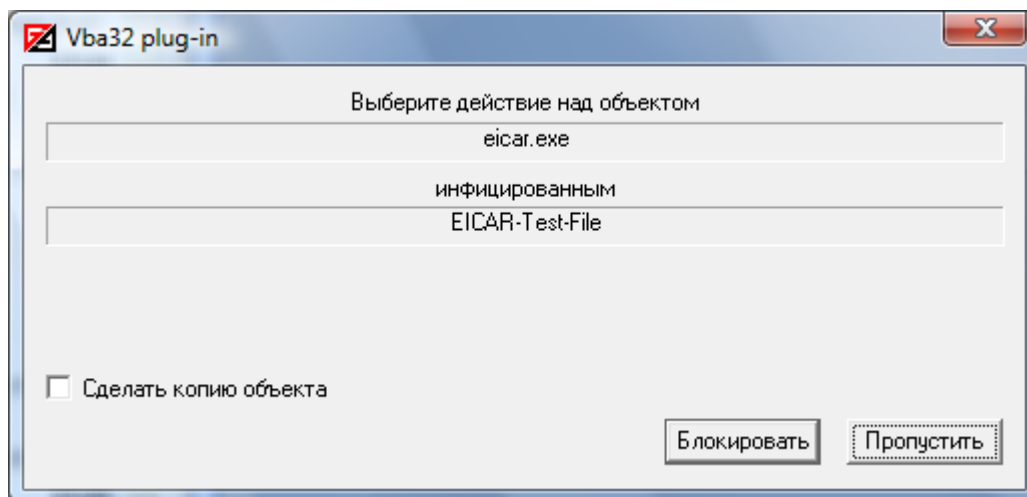 Vba32 plug-in
Выберите действие над объектом
eicar.exe
инфицированным
EICAR-Test-File
Сделать копию объекта
Блокировать Пропустить